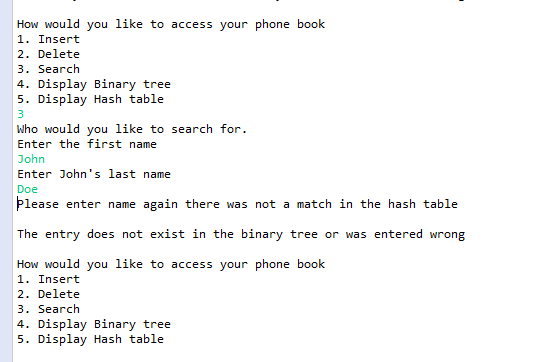 How would you like to access your phone book
1. Insert
2. Delete
3. Search
4. Display Binary tree
5. Display Hash table
3
Who would you like to search for.
Enter the first name
John
Enter John's last name
Doe
Please enter name again there was not a match in the hash table
The entry does not exist in the binary tree or was entered wrong
How would you like to access your phone book
1. Insert
2. Delete
3. Search
4. Display Binary tree
5. Display Hash table